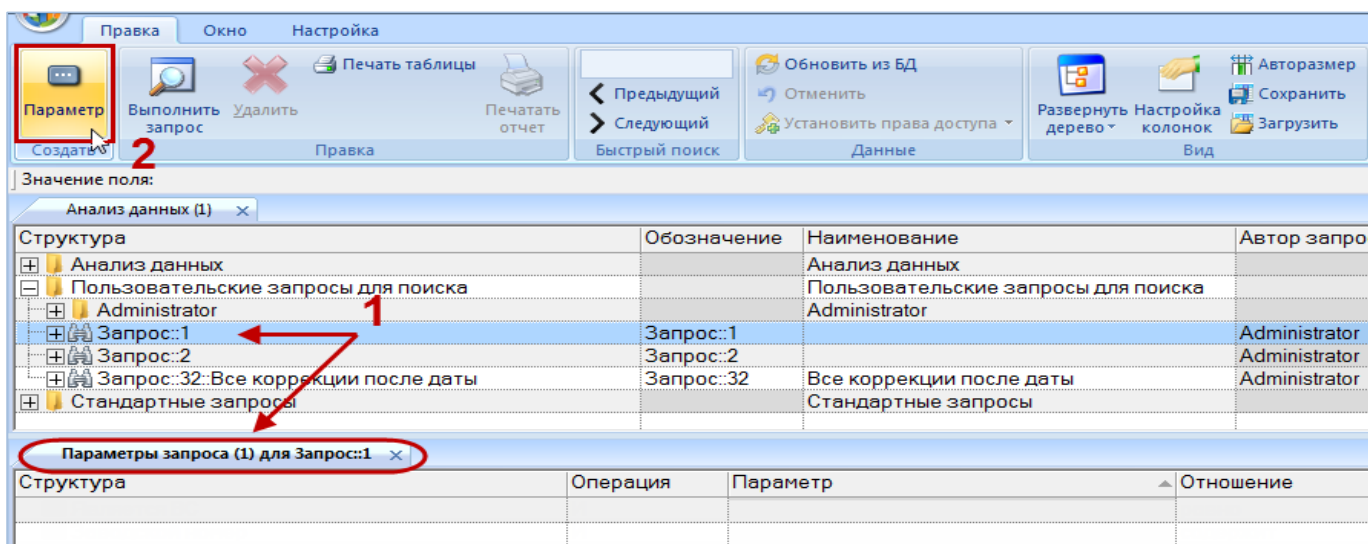 Правка Окно Настройка
Параметр
Создать
2
Выполнить запрос
Удалить
Печать таблицы
Печатать отчет
Правка
Предыдущий
Следующий
Быстрый поиск
Обновить из БД
Отменить
Установить права доступа
Данные
Развернуть дерево
Настройка колонок
Авторазмер
Сохранить
Загрузить
Вид
Значение поля:
Анализ данных (1)
Структура Обозначение Наименование Автор запро
Анализ данных Анализ данных
Пользовательские запросы для поиска Пользовательские запросы для поиска
Administrator Administrator
1
Запрос::1 Запрос::1 Administrator
Запрос::2 Запрос::2 Administrator
Запрос::32::Все коррекции после даты Запрос::32 Все коррекции после даты Administrator
Стандартные запросы Стандартные запросы
Параметры запроса (1) для Запрос::1
Структура Операция Параметр Отношение